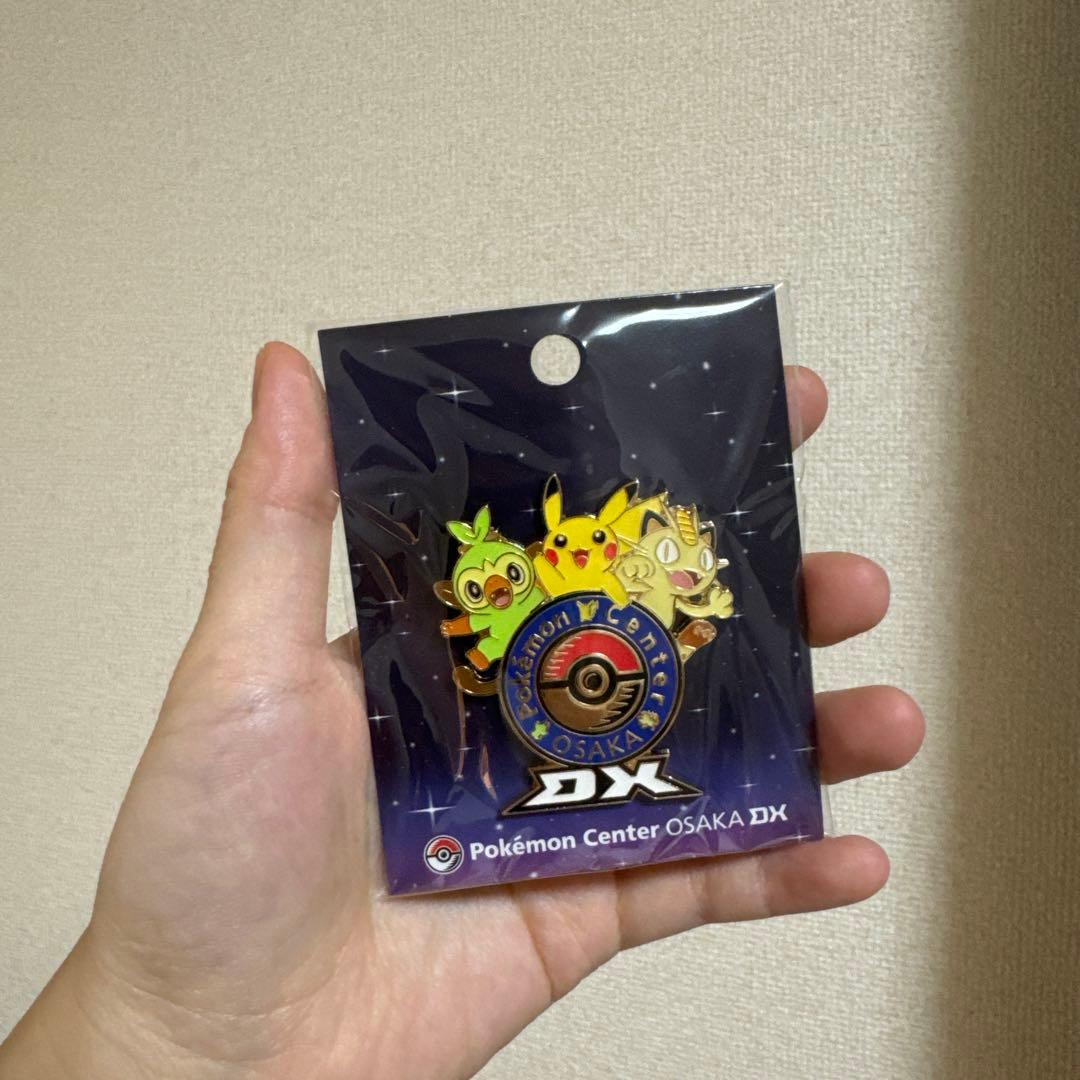 Pokémon Center
OSAKA
DX
Pokémon Center OSAKA DX